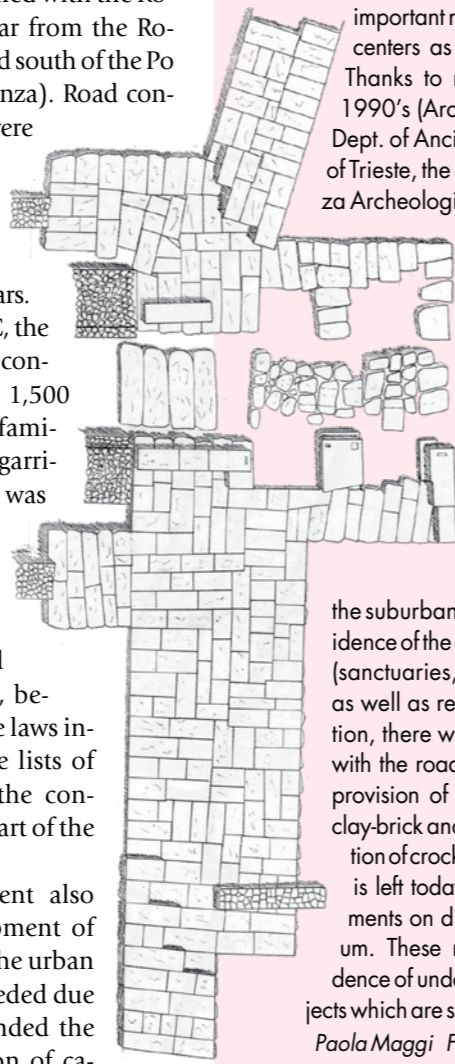 ned with the Ro-
ar from the Ro-
d south of the Po
nza). Road con-
were
ars.
C, the
con-
1,500
fami-
garri-
was
d
, be-
e laws in-
e lists of
the con-
art of the
ent also
pment of
he urban
eded due
nded the
on of ca-
important
centers as
Thanks to
1990's (Arc
Dept. of Anci
of Trieste, the
za Archeologi
the suburban
idence of the
(sanctuaries,
as well as re
tion, there w
with the road
provision of
clay-brick and
tion of crock
is left today
ments on d
um. These
dence of unde
jects which are s
Paola Maggi F